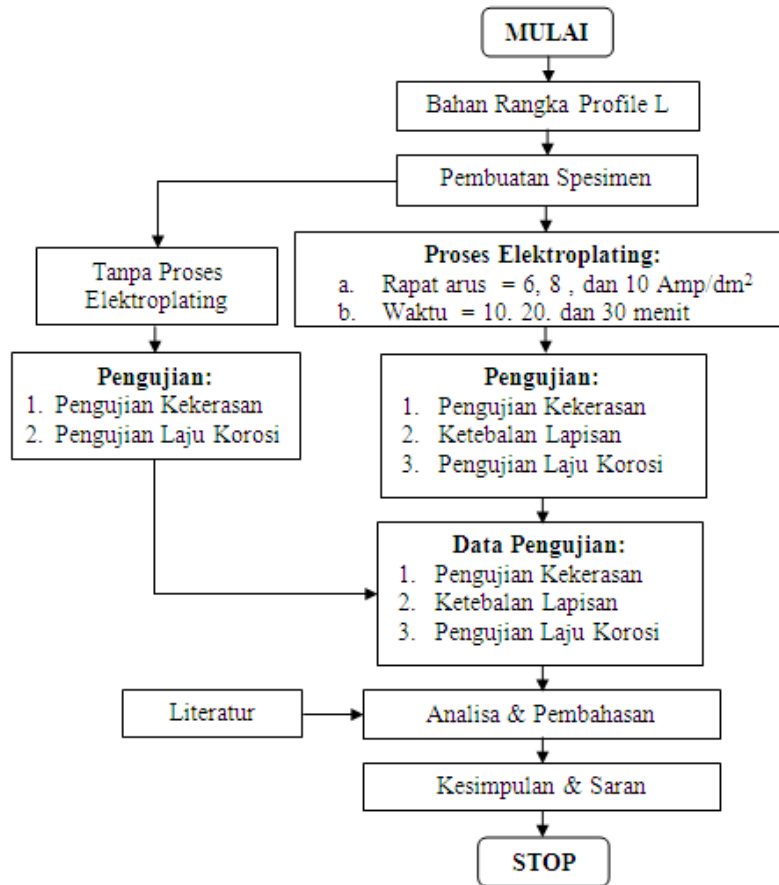 MULAI
Bahan Rangka Profile L
Pembuatan Spesimen
Tanpa Proses
Elektroplating
Proses Elektroplating:
a. Rapat arus = 6, 8 , dan 10 Amp/dm²
b. Waktu = 10. 20. dan 30 menit
Pengujian:
1. Pengujian Kekerasan
2. Pengujian Laju Korosi
Pengujian:
1. Pengujian Kekerasan
2. Ketebalan Lapisan
3. Pengujian Laju Korosi
Data Pengujian:
1. Pengujian Kekerasan
2. Ketebalan Lapisan
3. Pengujian Laju Korosi
Literatur
Analisa & Pembahasan
Kesimpulan & Saran
STOP